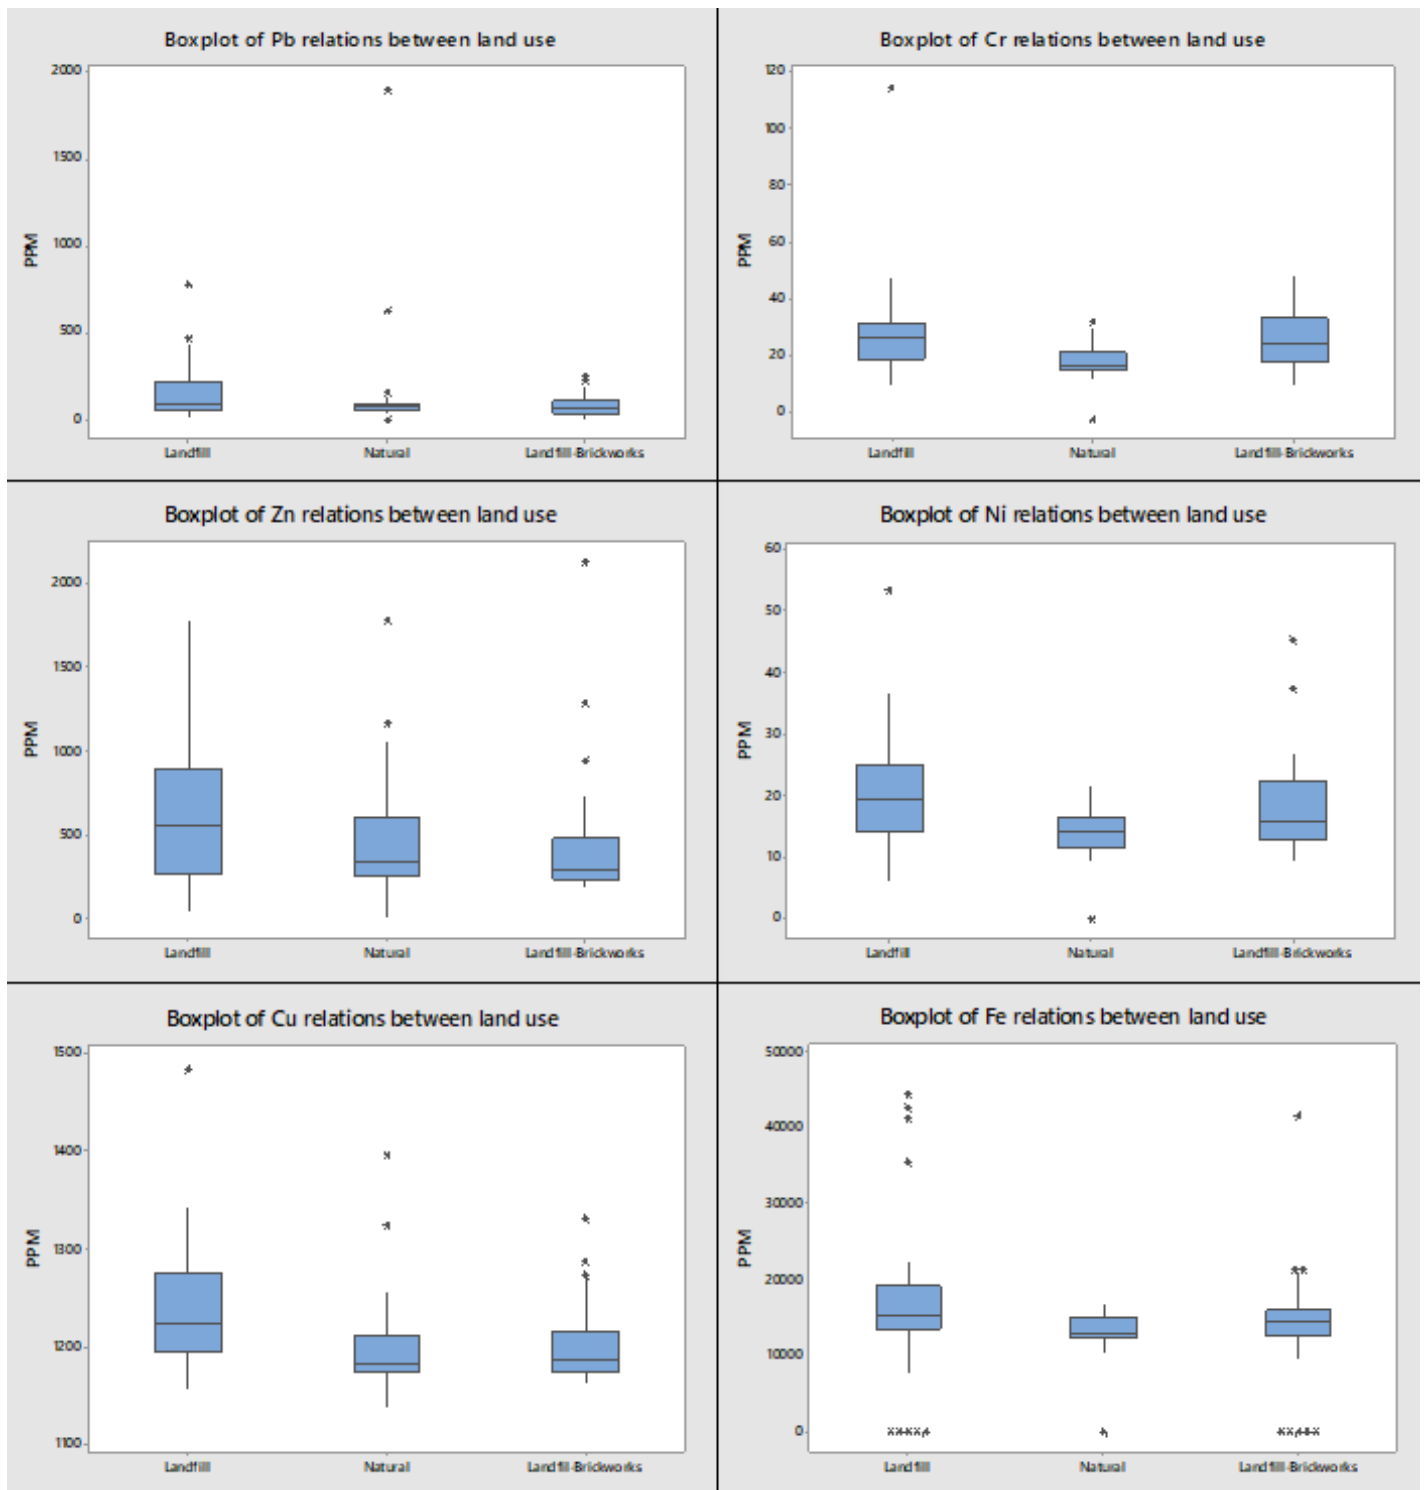 Boxplot of Pb relations between land use
PPM
2000
1500
1000
500
0
Landfill Natural Landfill-Brickworks
Boxplot of Cr relations between land use
PPM
120
100
80
60
40
20
0
Landfill Natural Landfill-Brickworks
Boxplot of Zn relations between land use
PPM
2000
1500
1000
500
0
Landfill Natural Landfill-Brickworks
Boxplot of Ni relations between land use
PPM
60
50
40
30
20
10
0
Landfill Natural Landfill-Brickworks
Boxplot of Cu relations between land use
PPM
1500
1400
1300
1200
1100
Landfill Natural Landfill-Brickworks
Boxplot of Fe relations between land use
PPM
50000
40000
30000
20000
10000
0
Landfill Natural Landfill-Brickworks